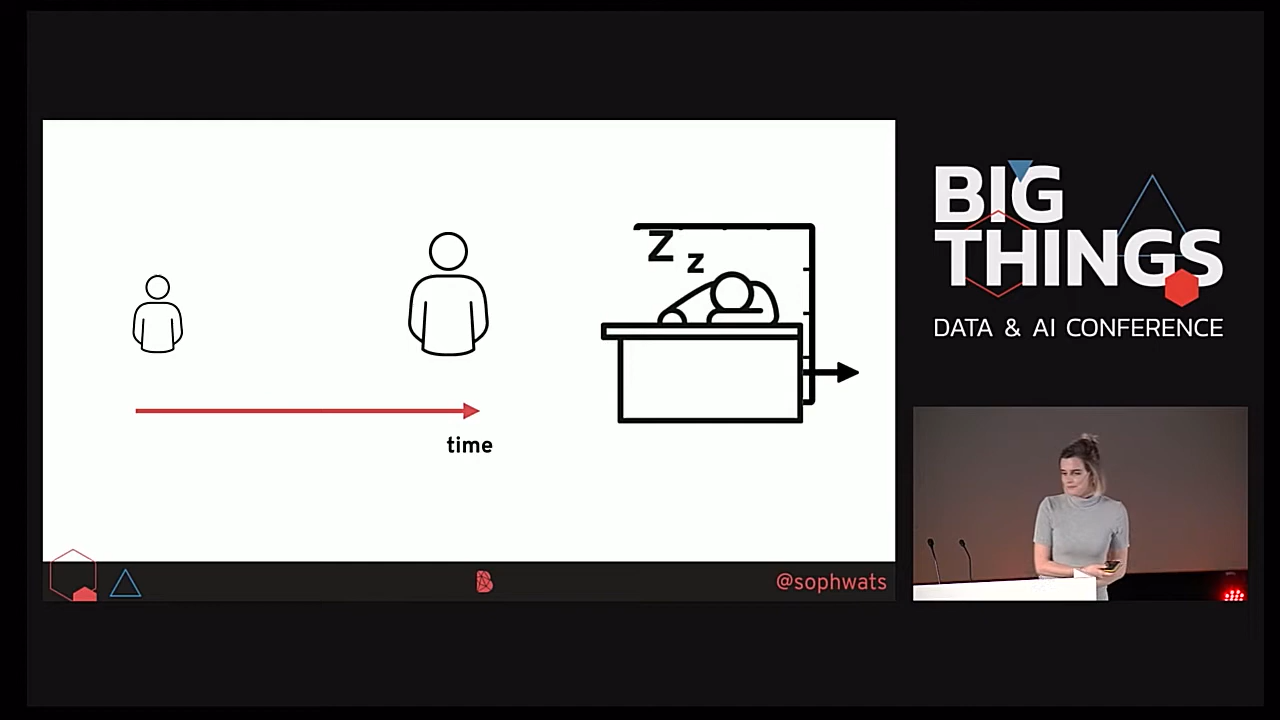 Z
z
time
@sophwats
BIG
THINGS
DATA & AI CONFERENCE